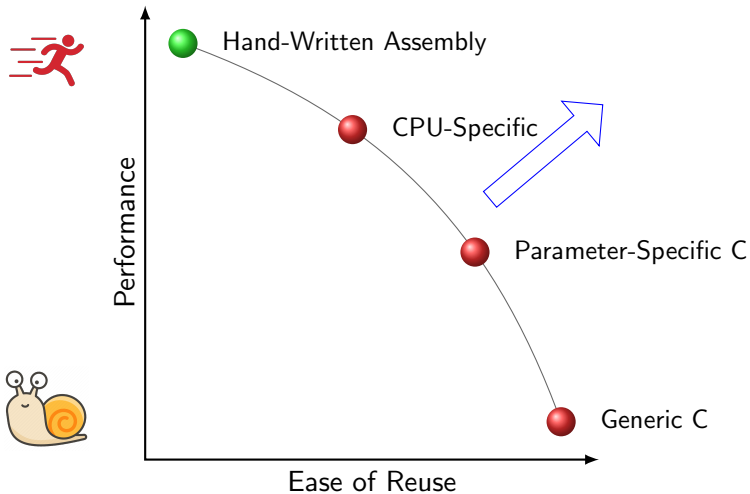 Hand-Written Assembly
CPU-Specific
Parameter-Specific C
Generic C
Performance
Ease of Reuse